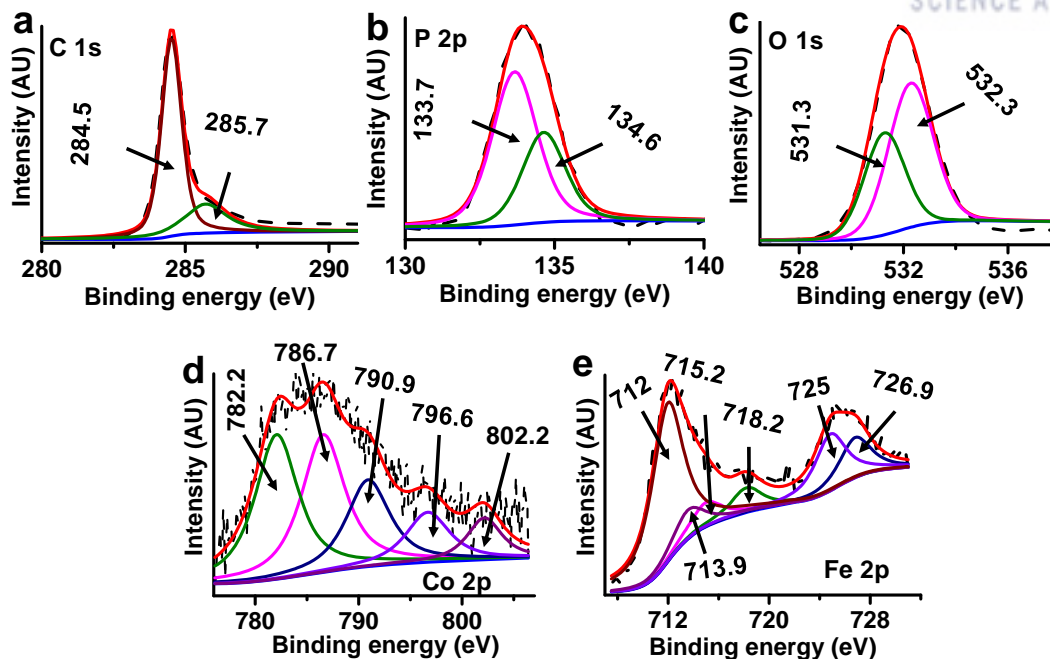 SCIENCE A
a
C 1s
Intensity (AU)
284.5
285.7
280 285 290
Binding energy (eV)
b
P 2p
Intensity (AU)
133.7
134.6
130 135 140
Binding energy (eV)
c
O 1s
Intensity (AU)
531.3
532.3
528 532 536
Binding energy (eV)
d
Intensity (AU)
782.2
786.7
790.9
796.6
802.2
Co 2p
780 790 800
Binding energy (eV)
e
Intensity (AU)
712
715.2
718.2
725
726.9
713.9
Fe 2p
712 720 728
Binding energy (eV)